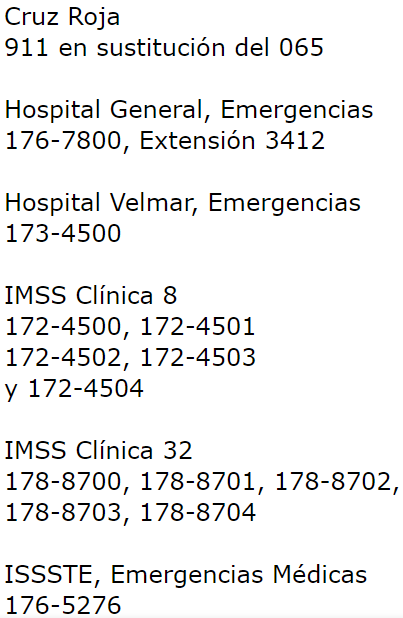 Cruz Roja
911 en sustitución del 065
Hospital General, Emergencias
176-7800, Extensión 3412
Hospital Velmar, Emergencias
173-4500
IMSS Clínica 8
172-4500, 172-4501
172-4502, 172-4503
y 172-4504
IMSS Clínica 32
178-8700, 178-8701, 178-8702,
178-8703, 178-8704
ISSSTE, Emergencias Médicas
176-5276